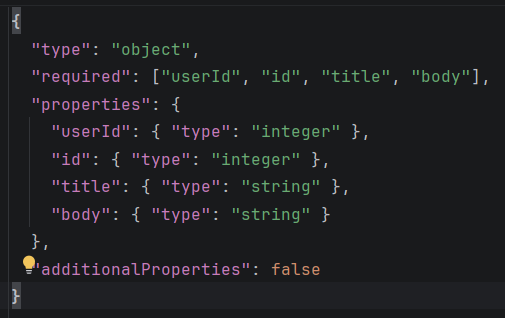 {
  "type": "object",
  "required": ["userId", "id", "title", "body"],
  "properties": {
    "userId": { "type": "integer" },
    "id": { "type": "integer" },
    "title": { "type": "string" },
    "body": { "type": "string" }
  },
  "additionalProperties": false
}